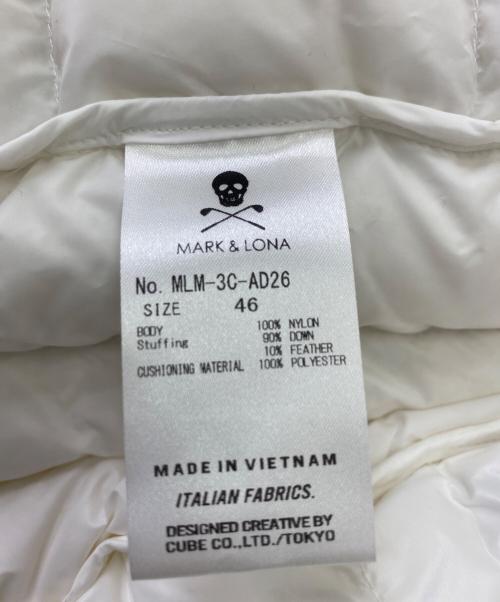 MARK & LONA
No. MLM-3C-AD26
SIZE 46
BODY 100% NYLON
Stuffing 90% DOWN
10% FEATHER
CUSHIONING MATERIAL 100% POLYESTER
MADE IN VIETNAM
ITALIAN FABRICS.
DESIGNED CREATIVE BY
CUBE CO.,LTD./TOKYO